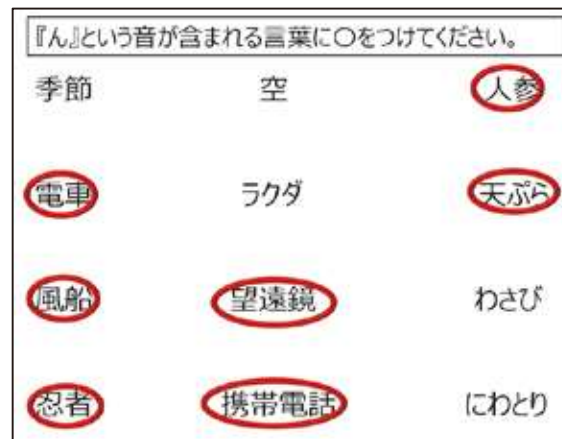 『ん』という音が含まれる言葉に○をつけてください。
季節 空 人参
電車 ラクダ 天ぷら
風船 望遠鏡 わさび
忍者 携帯電話 にわとり